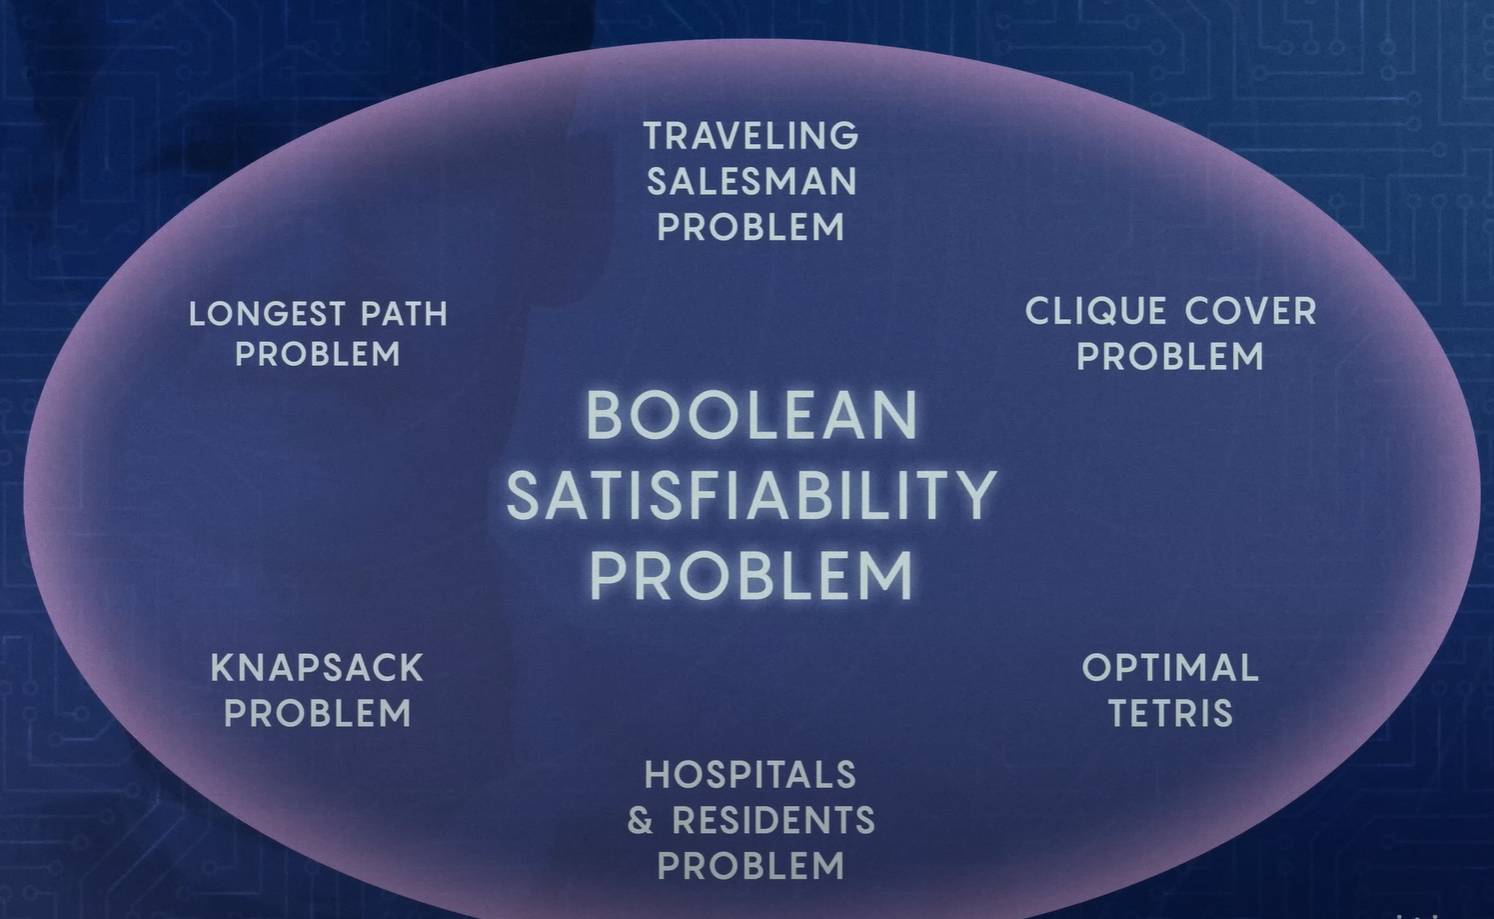 TRAVELING
SALESMAN
PROBLEM
LONGEST PATH
PROBLEM
CLIQUE COVER
PROBLEM
BOOLEAN
SATISFIABILITY
PROBLEM
KNAPSACK
PROBLEM
OPTIMAL
TETRIS
HOSPITALS
& RESIDENTS
PROBLEM